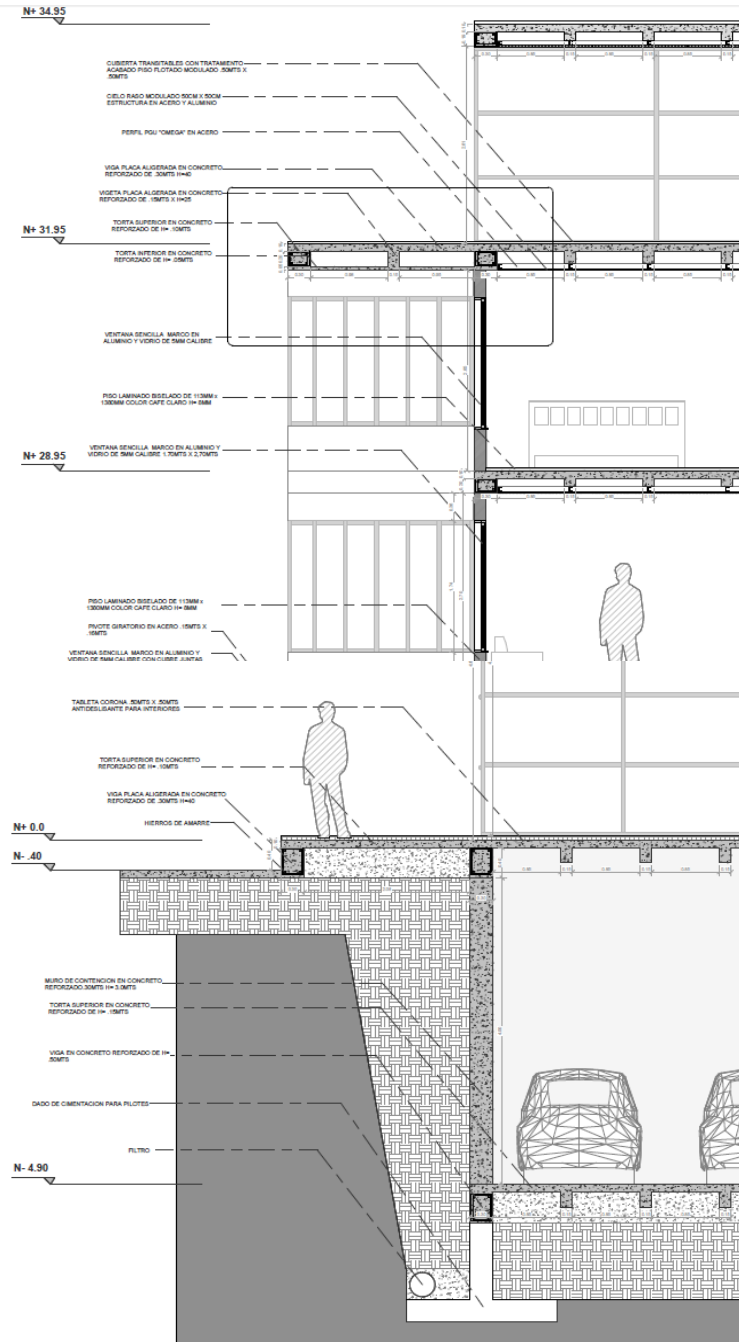 N+ 34.95
CUBIERTA TRANSITABLES CON TRATAMIENTO
ACABADO PISO FLOTADO MODULADO .50MTS X
.50MTS
CIELO RASO MODULADO 50CM X 50CM
ESTRUCTURA EN ACERO Y ALUMINIO
PERFIL PGU "OMEGA" EN ACERO
VIGA PLACA ALIGERADA EN CONCRETO
REFORZADO DE .30MTS H=40
VIGETA PLACA ALGERADA EN CONCRETO
REFORZADO DE .15MTS X H=25
N+ 31.95
TORTA SUPERIOR EN CONCRETO
REFORZADO DE H= .10MTS
TORTA INFERIOR EN CONCRETO
REFORZADO DE H= .05MTS
VENTANA SENCILLA MARCO EN
ALUMINIO Y VIDRIO DE 5MM CALIBRE
PISO LAMINADO BISELADO DE 113MM x
1380MM COLOR CAFE CLARO H= 8MM
N+ 28.95
VENTANA SENCILLA MARCO EN ALUMINIO Y
VIDRIO DE 5MM CALIBRE 1.70MTS X 2,70MTS
PISO LAMINADO BISELADO DE 113MM x
1380MM COLOR CAFE CLARO H= 8MM
PIVOTE GIRATORIO EN ACERO .15MTS X
.16MTS
VENTANA SENCILLA MARCO EN ALUMINIO Y
VIDRIO DE 5MM CALIBRE CON CUBRE JUNTAS
TABLETA CORONA .50MTS X .50MTS
ANTIDESLISANTE PARA INTERIORES
TORTA SUPERIOR EN CONCRETO
REFORZADO DE H= .10MTS
VIGA PLACA ALIGERADA EN CONCRETO
REFORZADO DE .30MTS H=40
HIERROS DE AMARRE
N+ 0.0
N- .40
MURO DE CONTENCION EN CONCRETO
REFORZADO.30MTS H= 3.0MTS
TORTA SUPERIOR EN CONCRETO
REFORZADO DE H= .15MTS
VIGA EN CONCRETO REFORZADO DE H=
.50MTS
DADO DE CIMENTACION PARA PILOTES
FILTRO
N- 4.90